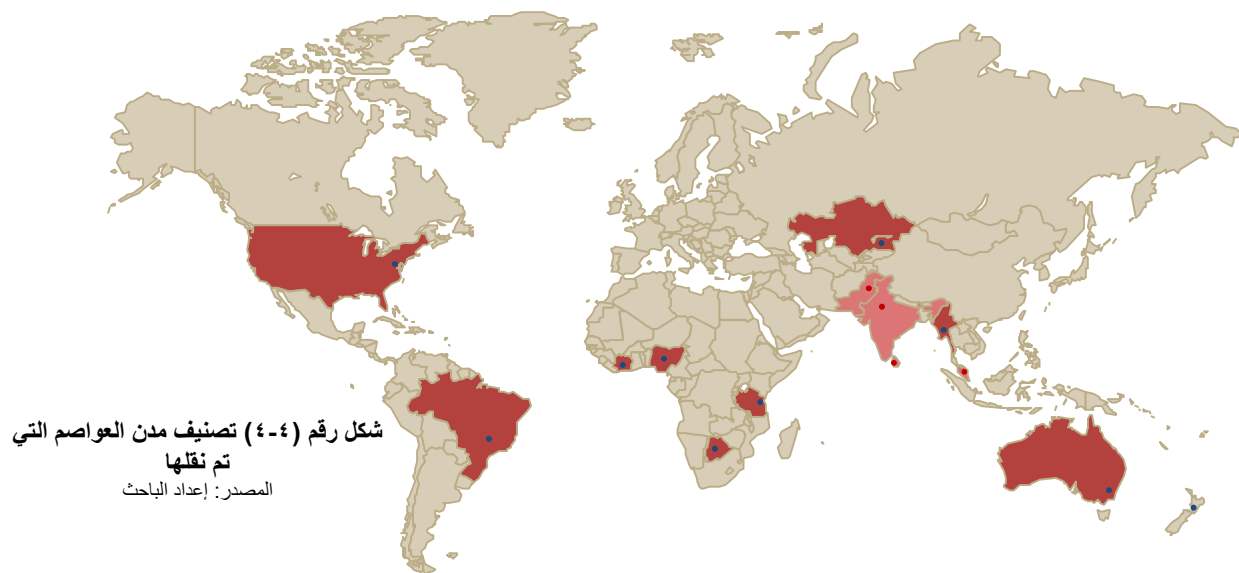 شكل رقم (٤-٤) تصنيف مدن العواصم التي
تم نقلها
المصدر: إعداد الباحث